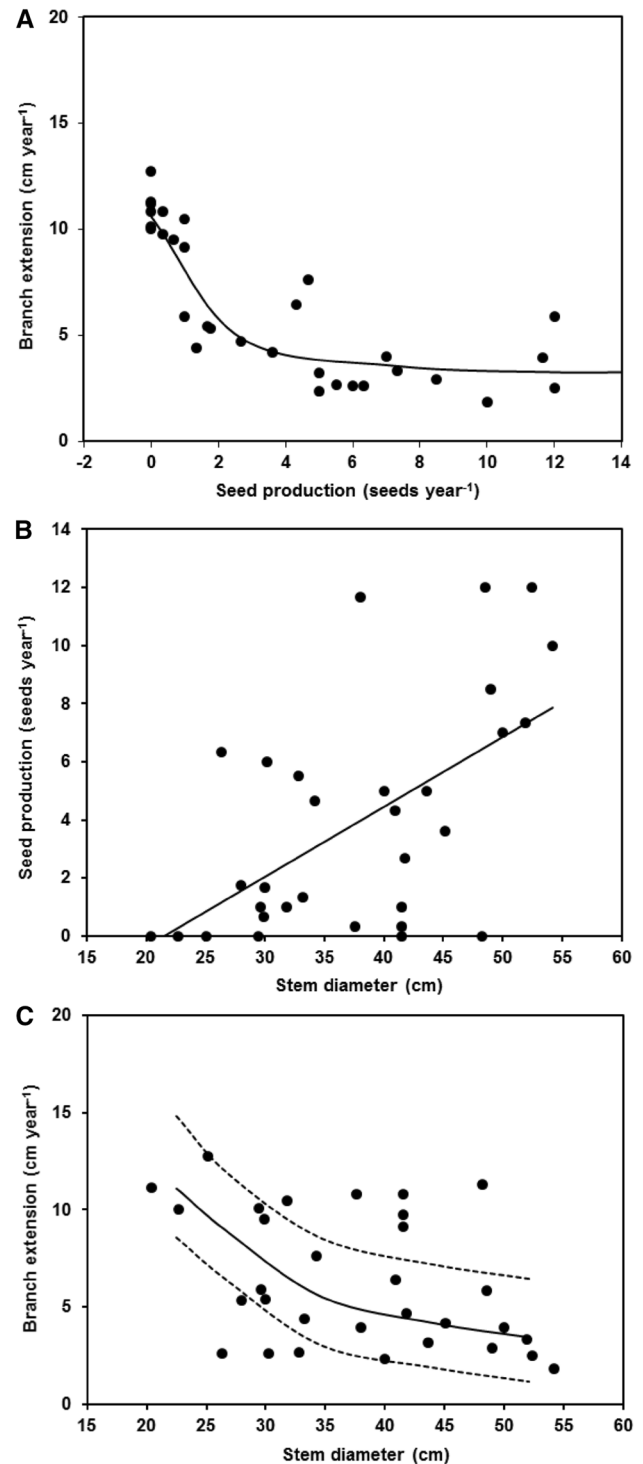 A
20
15
10
5
0
-2 0 2 4 6 8 10 12 14
Branch extension (cm year-1)
Seed production (seeds year-1)
B
14
12
10
8
6
4
2
0
15 20 25 30 35 40 45 50 55 60
Seed production (seeds year-1)
Stem diameter (cm)
C
20
15
10
5
0
15 20 25 30 35 40 45 50 55 60
Branch extension (cm year-1)
Stem diameter (cm)